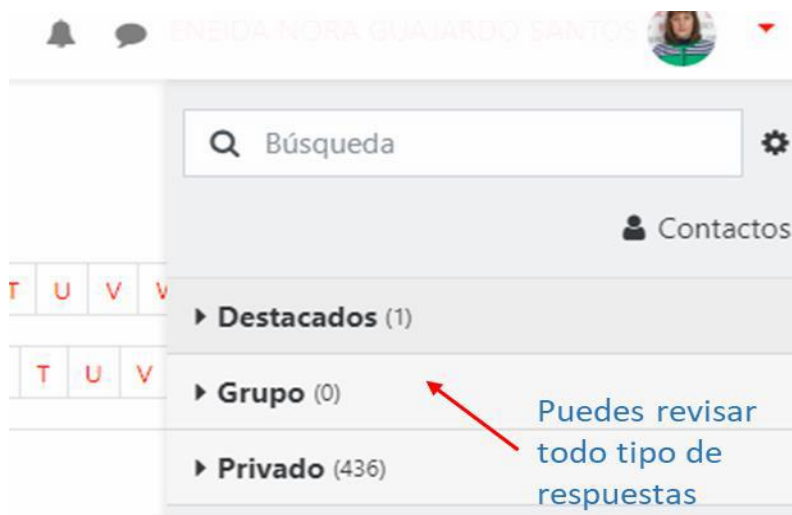 ENEIDA NORA GUAJARDO SANTOS
Búsqueda
Contactos
T U V V
Destacados (1)
T U V
Grupo (0)
Puedes revisar
todo tipo de
respuestas
Privado (436)